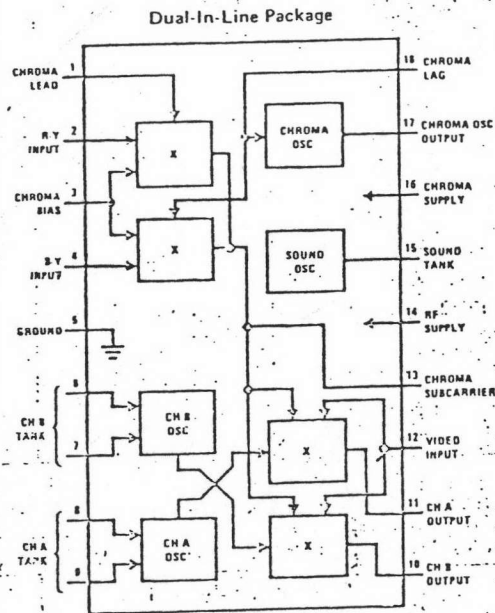 Dual-In-Line Package
1
CHROMA
LEAD
2
R-Y
INPUT
3
CHROMA
BIAS
4
B-Y
INPUT
5
GROUND
6
CH B
TANK
7
8
CH A
TANK
9
X
X
CH B
OSC
CH A
OSC
CHROMA
OSC
SOUND
OSC
X
X
18 CHROMA
LAG
17 CHROMA OSC
OUTPUT
16 CHROMA
SUPPLY
15 SOUND
TANK
14 RF
SUPPLY
13 CHROMA
SUBCARRIER
12 VIDEO
INPUT
11 CH A
OUTPUT
10 CH B
OUTPUT